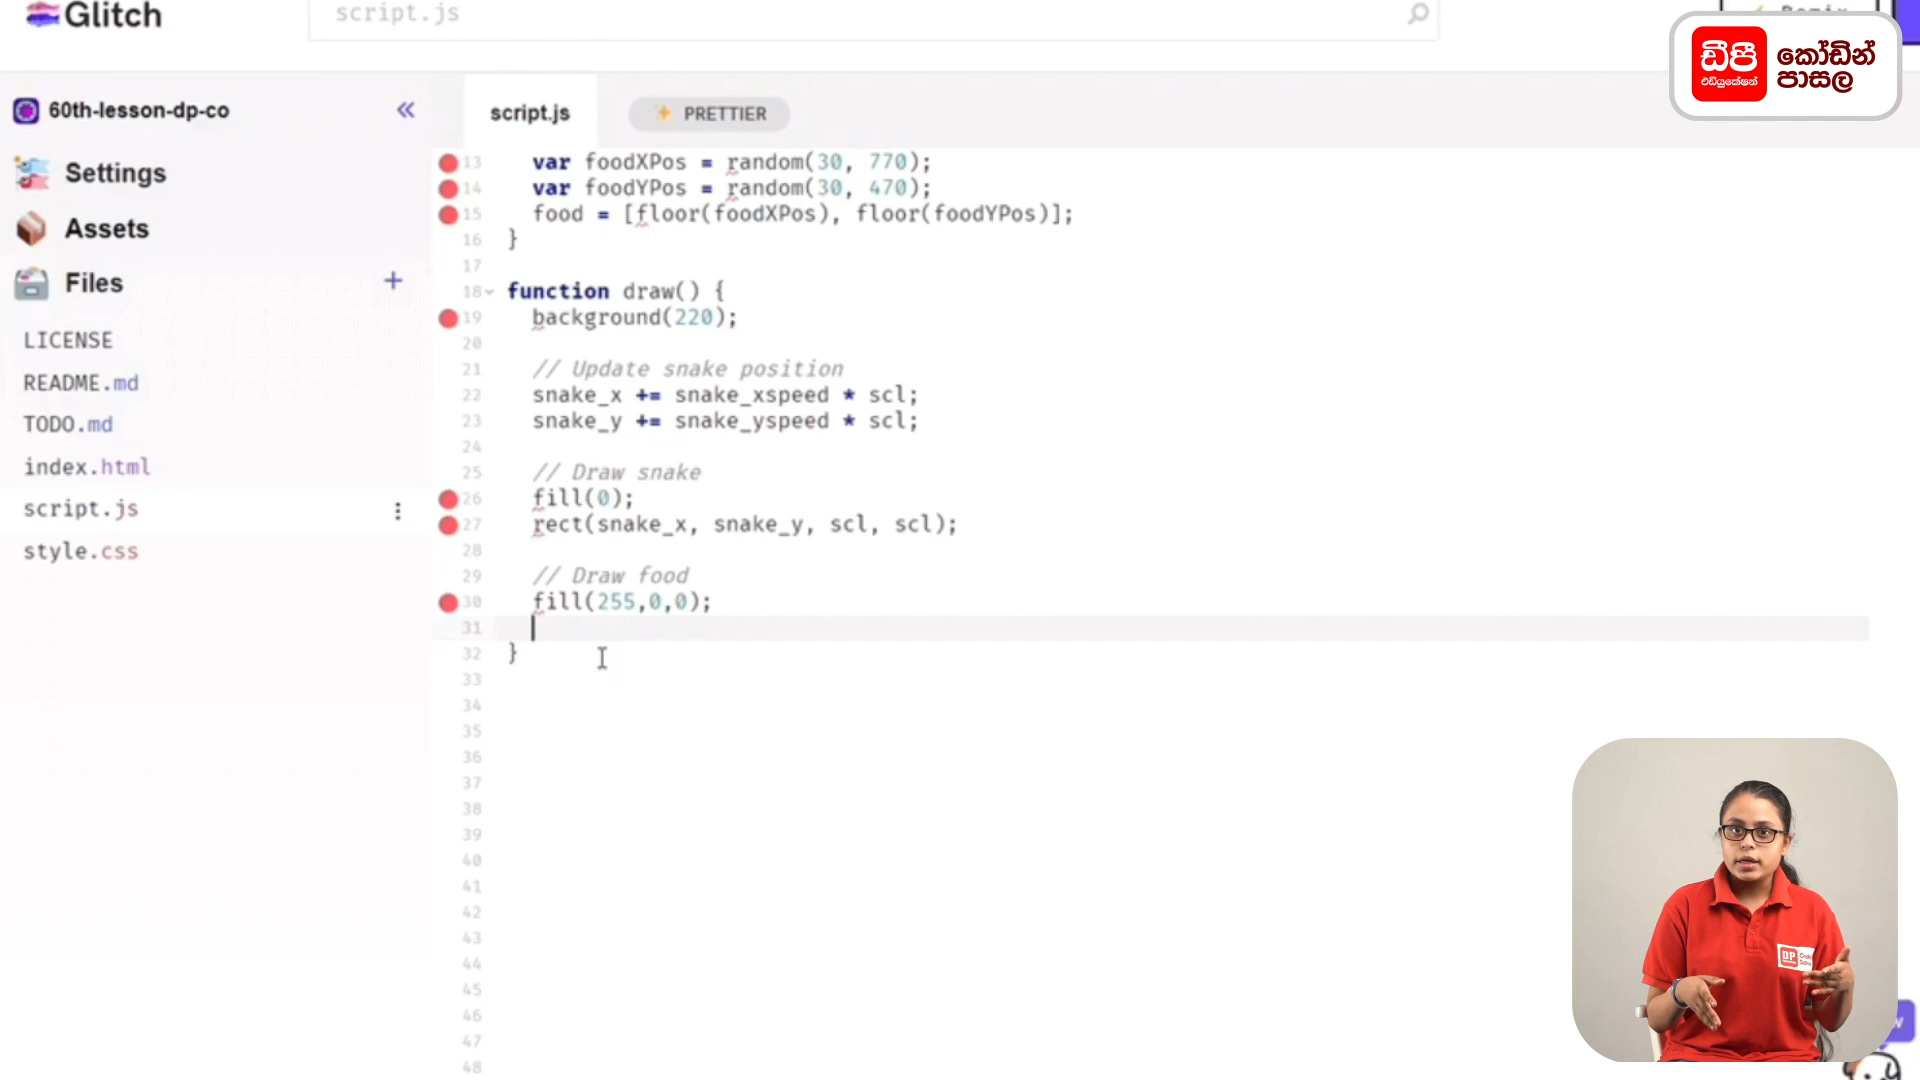 Glitch
script.js
ඩීපී
එඩියුකේෂන්
කෝඩින්
පාසල
60th-lesson-dp-co
«
script.js
PRETTIER
Settings
Assets
Files
+
LICENSE
README.md
TODO.md
index.html
script.js
style.css
13 var foodXPos = random(30, 770);
14 var foodYPos = random(30, 470);
15 food = [floor(foodXPos), floor(foodYPos)];
16 }
17
18 function draw() {
19 background(220);
20
21 // Update snake position
22 snake_x += snake_xspeed * scl;
23 snake_y += snake_yspeed * scl;
24
25 // Draw snake
26 fill(0);
27 rect(snake_x, snake_y, scl, scl);
28
29 // Draw food
30 fill(255,0,0);
31
32 }
33
34
35
36
37
38
39
40
41
42
43
44
45
46
47
48
DP